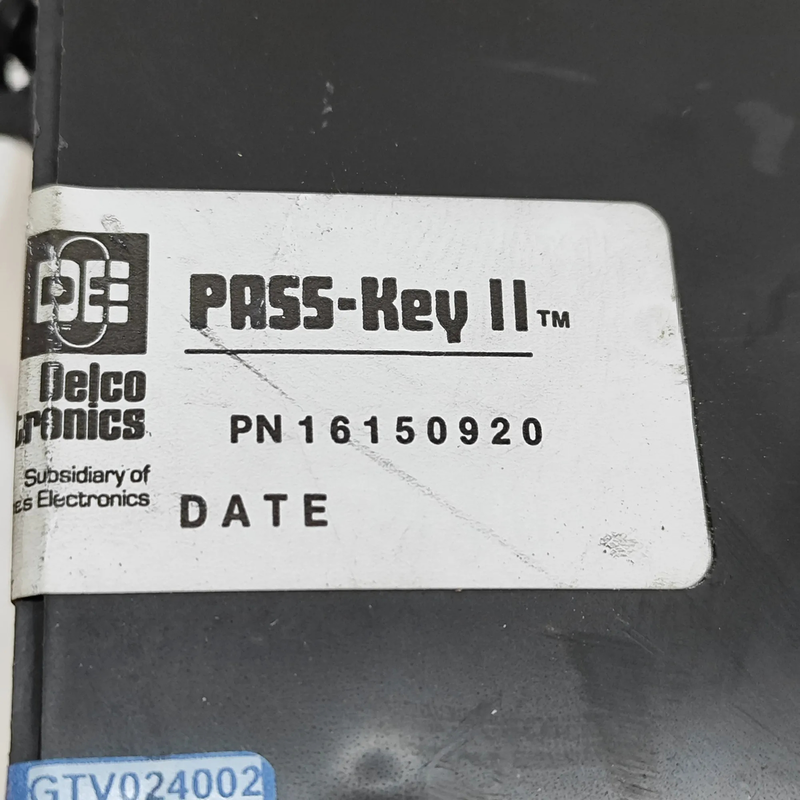 DE
PASS-Key II™
Delco
tronics
PN 16150920
Subsidiary of
es Electronics
DATE
GTV024002